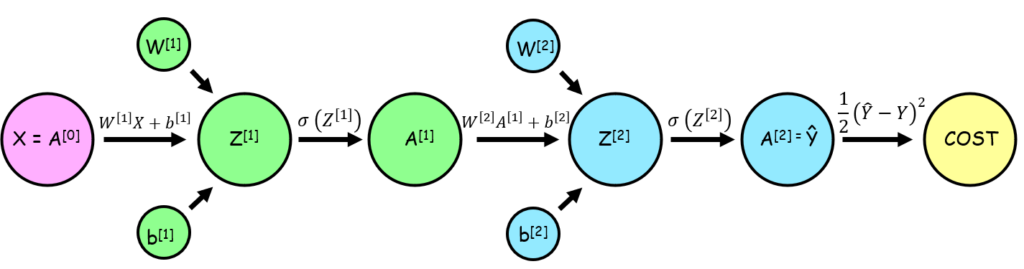 W[1]
W[2]
X = A[0]
W[1]X + b[1]
Z[1]
σ (Z[1])
A[1]
W[2]A[1] + b[2]
Z[2]
σ (Z[2])
A[2] = Ŷ
1/2 (Ŷ − Y)²
COST
b[1]
b[2]